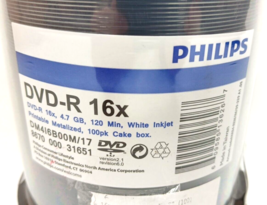 PHILIPS
DVD-R 16x
DVD-R 16x, 4.7 GB, 120 Min, White Inkjet
Printable Metalized, 100pk Cake box.
DM4I6B00M/17
6670 000 31651
DVD
R
North America Corporation